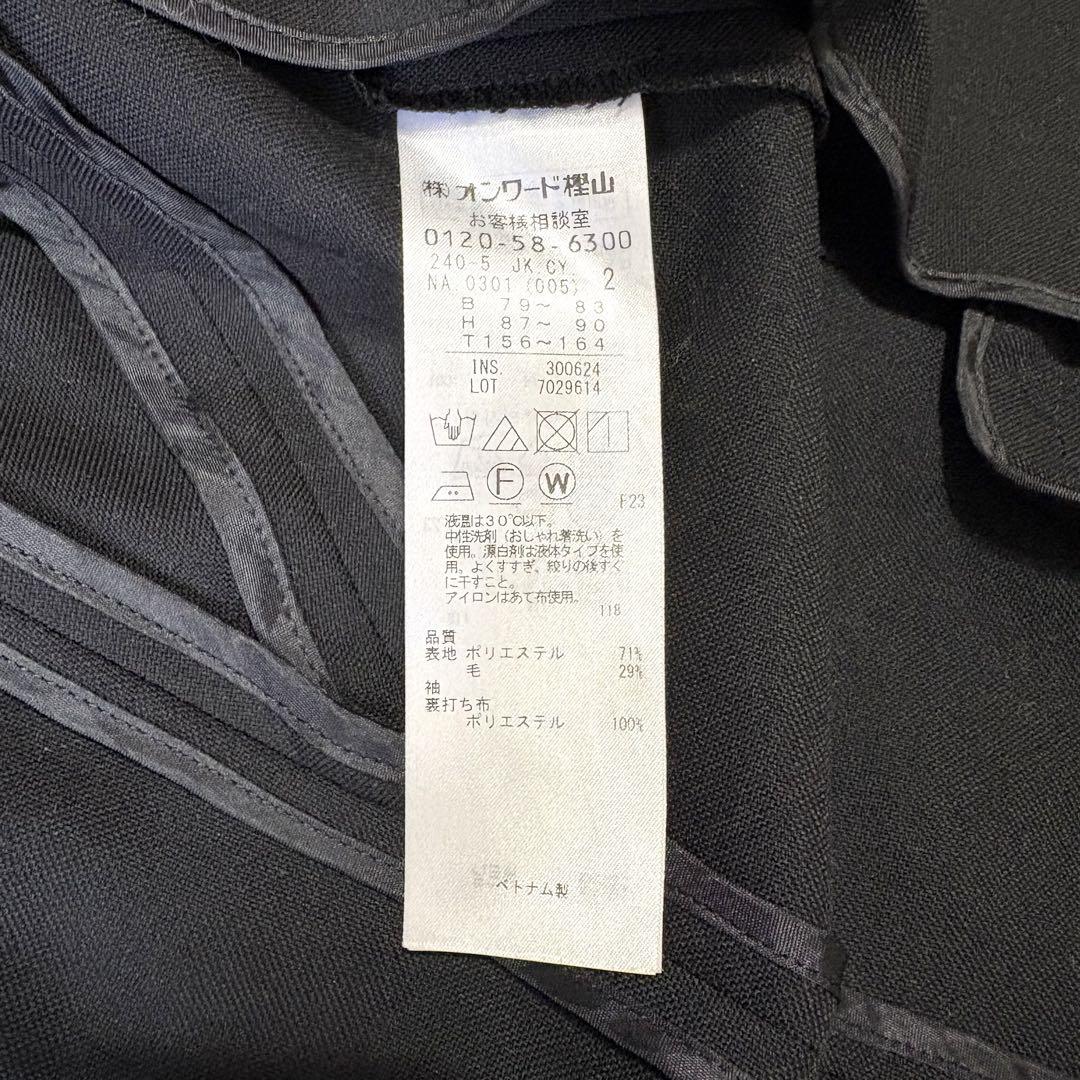 (株)オンワード樫山
お客様相談室
0120-58-6300
240-5 JK.CY.
NA.0301 (005) 2
B 79～ 83
H 87～ 90
T156～164
INS. 300624
LOT 7029614
F
W
F23
液温は30℃以下。
中性洗剤（おしゃれ着洗い）を
使用。漂白剤は液体タイプを使
用。よくすすぎ、絞りの後すぐ
に干すこと。
アイロンはあて布使用。
118
品質
表地 ポリエステル 71%
毛 29%
袖
裏打ち布
ポリエステル 100%
ベトナム製